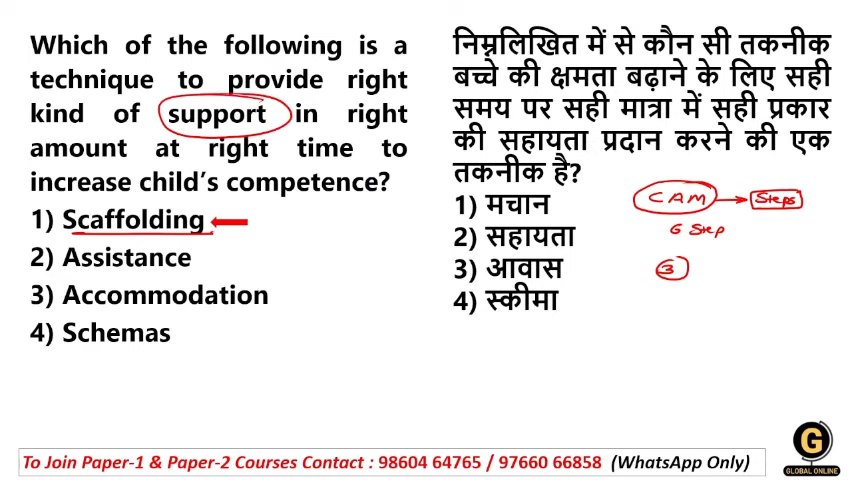 Which of the following is a
technique to provide right
kind of support in right
amount at right time to
increase child's competence?
1) Scaffolding
2) Assistance
3) Accommodation
4) Schemas
निम्नलिखित में से कौन सी तकनीक
बच्चे की क्षमता बढ़ाने के लिए सही
समय पर सही मात्रा में सही प्रकार
की सहायता प्रदान करने की एक
तकनीक है?
1) मचान
2) सहायता
3) आवास
4) स्कीमा
CAM
Steps
6 Step
3
G
GLOBAL ONLINE
To Join Paper-1 & Paper-2 Courses Contact : 98604 64765 / 97660 66858 (WhatsApp Only)